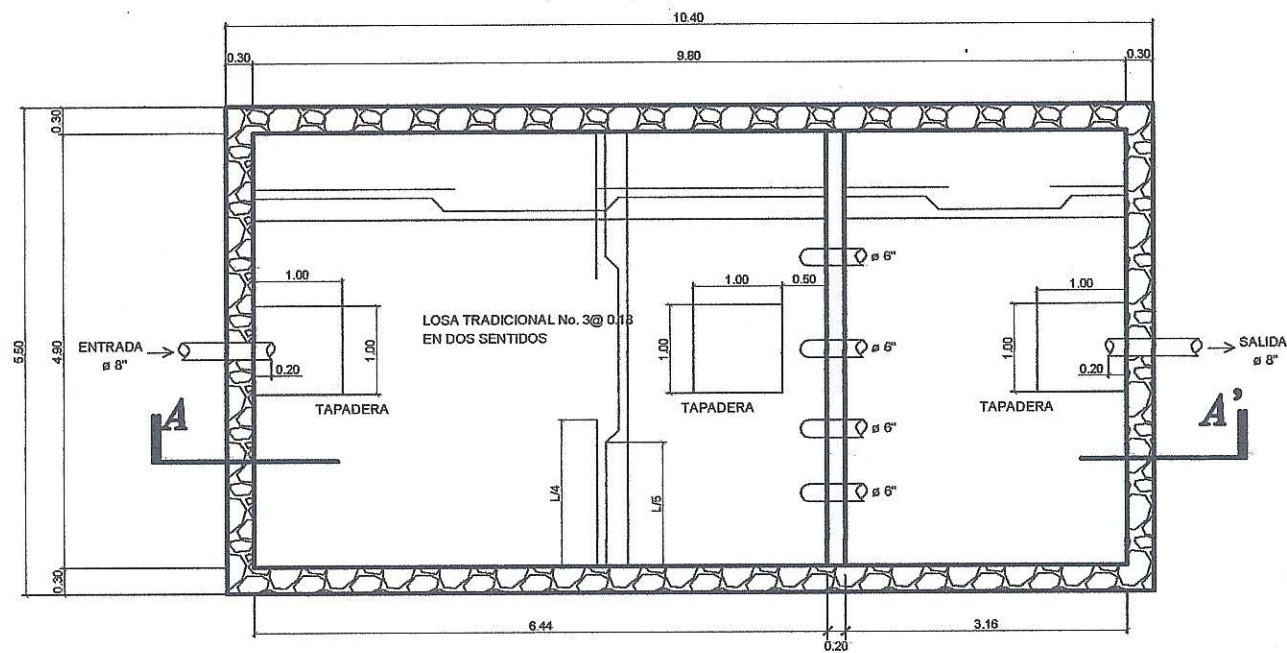 10.40
0.30
9.80
0.30
0.30
5.50
4.90
0.30
ø 6"
1.00
1.00
0.50
1.00
LOSA TRADICIONAL No. 3@ 0.18
EN DOS SENTIDOS
ENTRADA
ø 8"
1.00
1.00
ø 6"
1.00
SALIDA
ø 8"
0.20
0.20
TAPADERA
TAPADERA
TAPADERA
A
A'
ø 6"
L/4
L/5
ø 6"
6.44
0.20
3.16